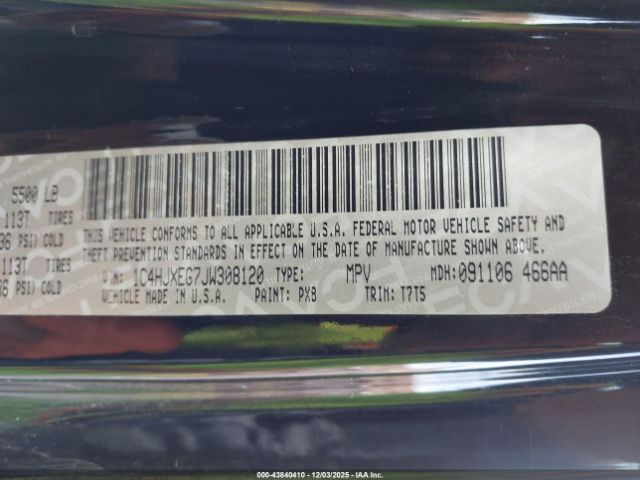 5500 LB
113T TIRES
36 PSI) COLD
113T TIRES
36 PSI) COLD
THIS VEHICLE CONFORMS TO ALL APPLICABLE U.S.A. FEDERAL MOTOR VEHICLE SAFETY AND
THEFT PREVENTION STANDARDS IN EFFECT ON THE DATE OF MANUFACTURE SHOWN ABOVE.
VIN: 1C4HJXEG7JW308120 TYPE: MPV MDH: 091106 466AA
VEHICLE MADE IN U.S.A. PAINT: PX8 TRIM: T7T5
000-43840410 - 12/03/2025 - IAA Inc.